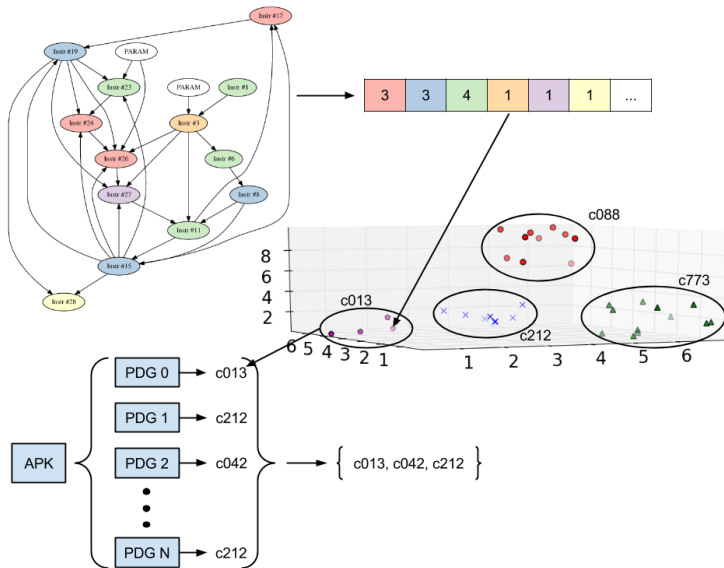 Instr #17
Instr #19
PARAM
Instr #23
PARAM
Instr #1
3 3 4 1 1 1 ...
Instr #24
Instr #3
Instr #26
Instr #6
Instr #27
Instr #8
Instr #11
Instr #15
Instr #28
c088
c773
c013
c212
8
6
4
2
6 5 4 3 2 1
1 2 3 4 5 6
PDG 0 c013
PDG 1 c212
APK
PDG 2 c042
{ c013, c042, c212 }
PDG N c212